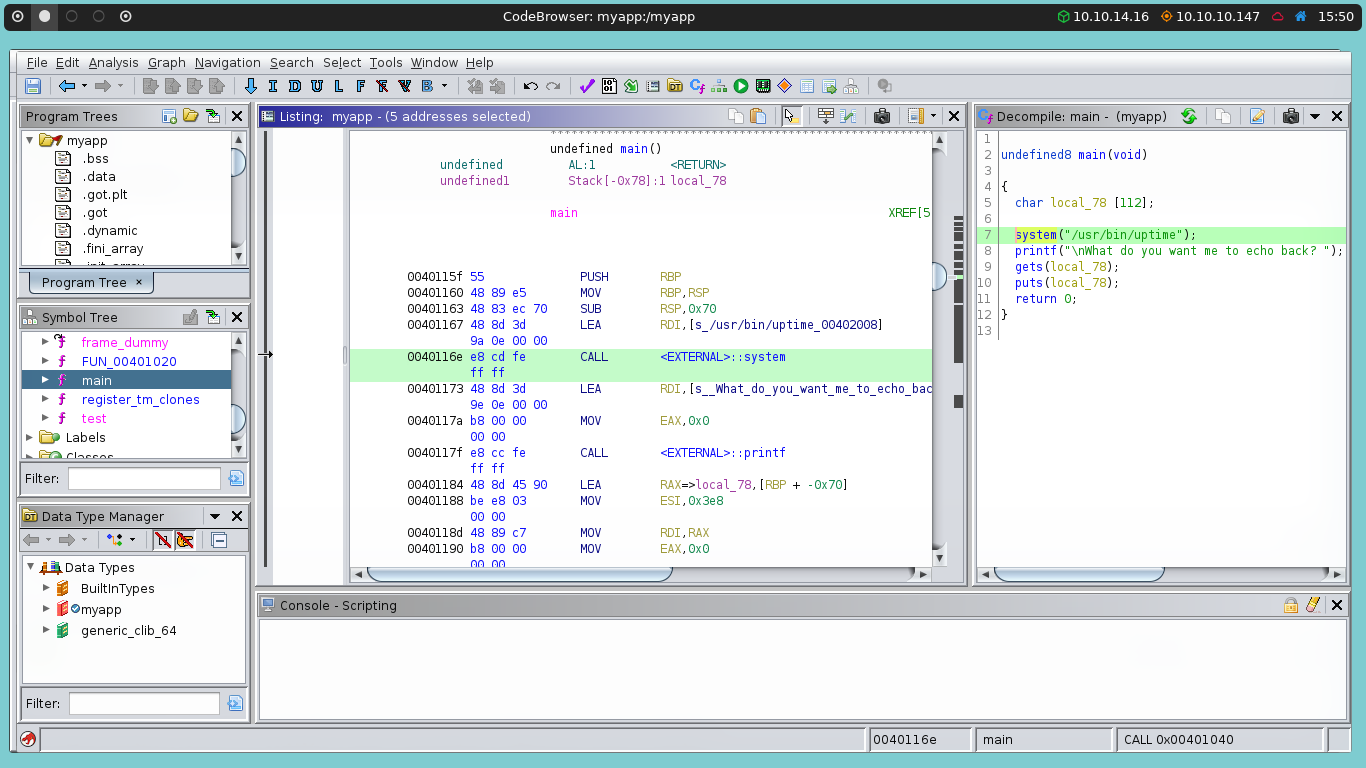 CodeBrowser: myapp:/myapp
10.10.14.16 10.10.10.147 15:50
File Edit Analysis Graph Navigation Search Select Tools Window Help
I D U L F R V B
Program Trees
myapp
.bss
.data
.got.plt
.got
.dynamic
.fini_array
.init_array
Program Tree ×
Symbol Tree
frame_dummy
FUN_00401020
main
register_tm_clones
test
Labels
Classes
Filter:
Data Type Manager
Data Types
BuiltInTypes
myapp
generic_clib_64
Filter:
Listing: myapp - (5 addresses selected)
undefined main()
undefined AL:1 <RETURN>
undefined1 Stack[-0x78]:1 local_78
main XREF[5
0040115f 55 PUSH RBP
00401160 48 89 e5 MOV RBP,RSP
00401163 48 83 ec 70 SUB RSP,0x70
00401167 48 8d 3d LEA RDI,[s_/usr/bin/uptime_00402008]
9a 0e 00 00
0040116e e8 cd fe CALL <EXTERNAL>::system
ff ff
00401173 48 8d 3d LEA RDI,[s__What_do_you_want_me_to_echo_bac
9e 0e 00 00
0040117a b8 00 00 MOV EAX,0x0
00 00
0040117f e8 cc fe CALL <EXTERNAL>::printf
ff ff
00401184 48 8d 45 90 LEA RAX=>local_78,[RBP + -0x70]
00401188 be e8 03 MOV ESI,0x3e8
00 00
0040118d 48 89 c7 MOV RDI,RAX
00401190 b8 00 00 MOV EAX,0x0
00 00
Decompile: main - (myapp)
1
2 undefined8 main(void)
3
4 {
5 char local_78 [112];
6
7 system("/usr/bin/uptime");
8 printf("\nWhat do you want me to echo back? ");
9 gets(local_78);
10 puts(local_78);
11 return 0;
12 }
13
Console - Scripting
0040116e main CALL 0x00401040